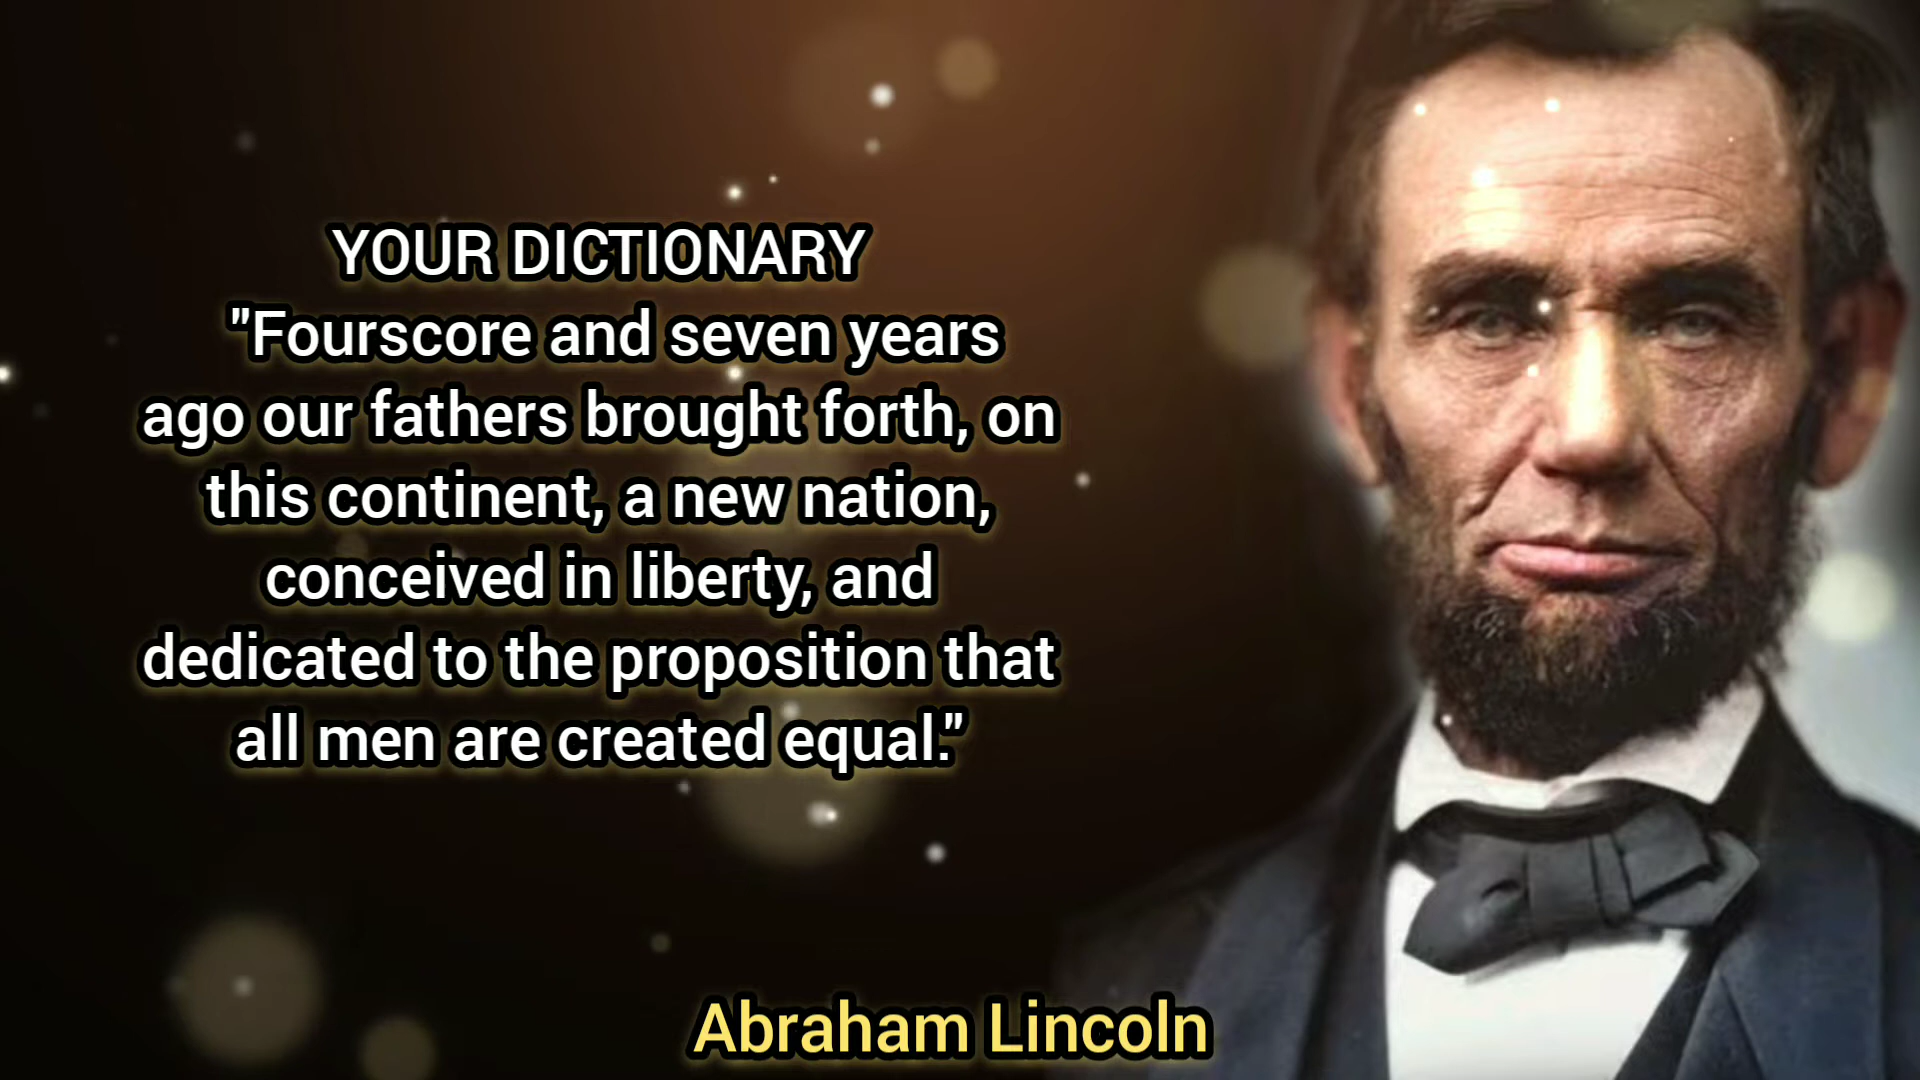 YOUR DICTIONARY
"Fourscore and seven years
ago our fathers brought forth, on
this continent, a new nation,
conceived in liberty, and
dedicated to the proposition that
all men are created equal."
Abraham Lincoln